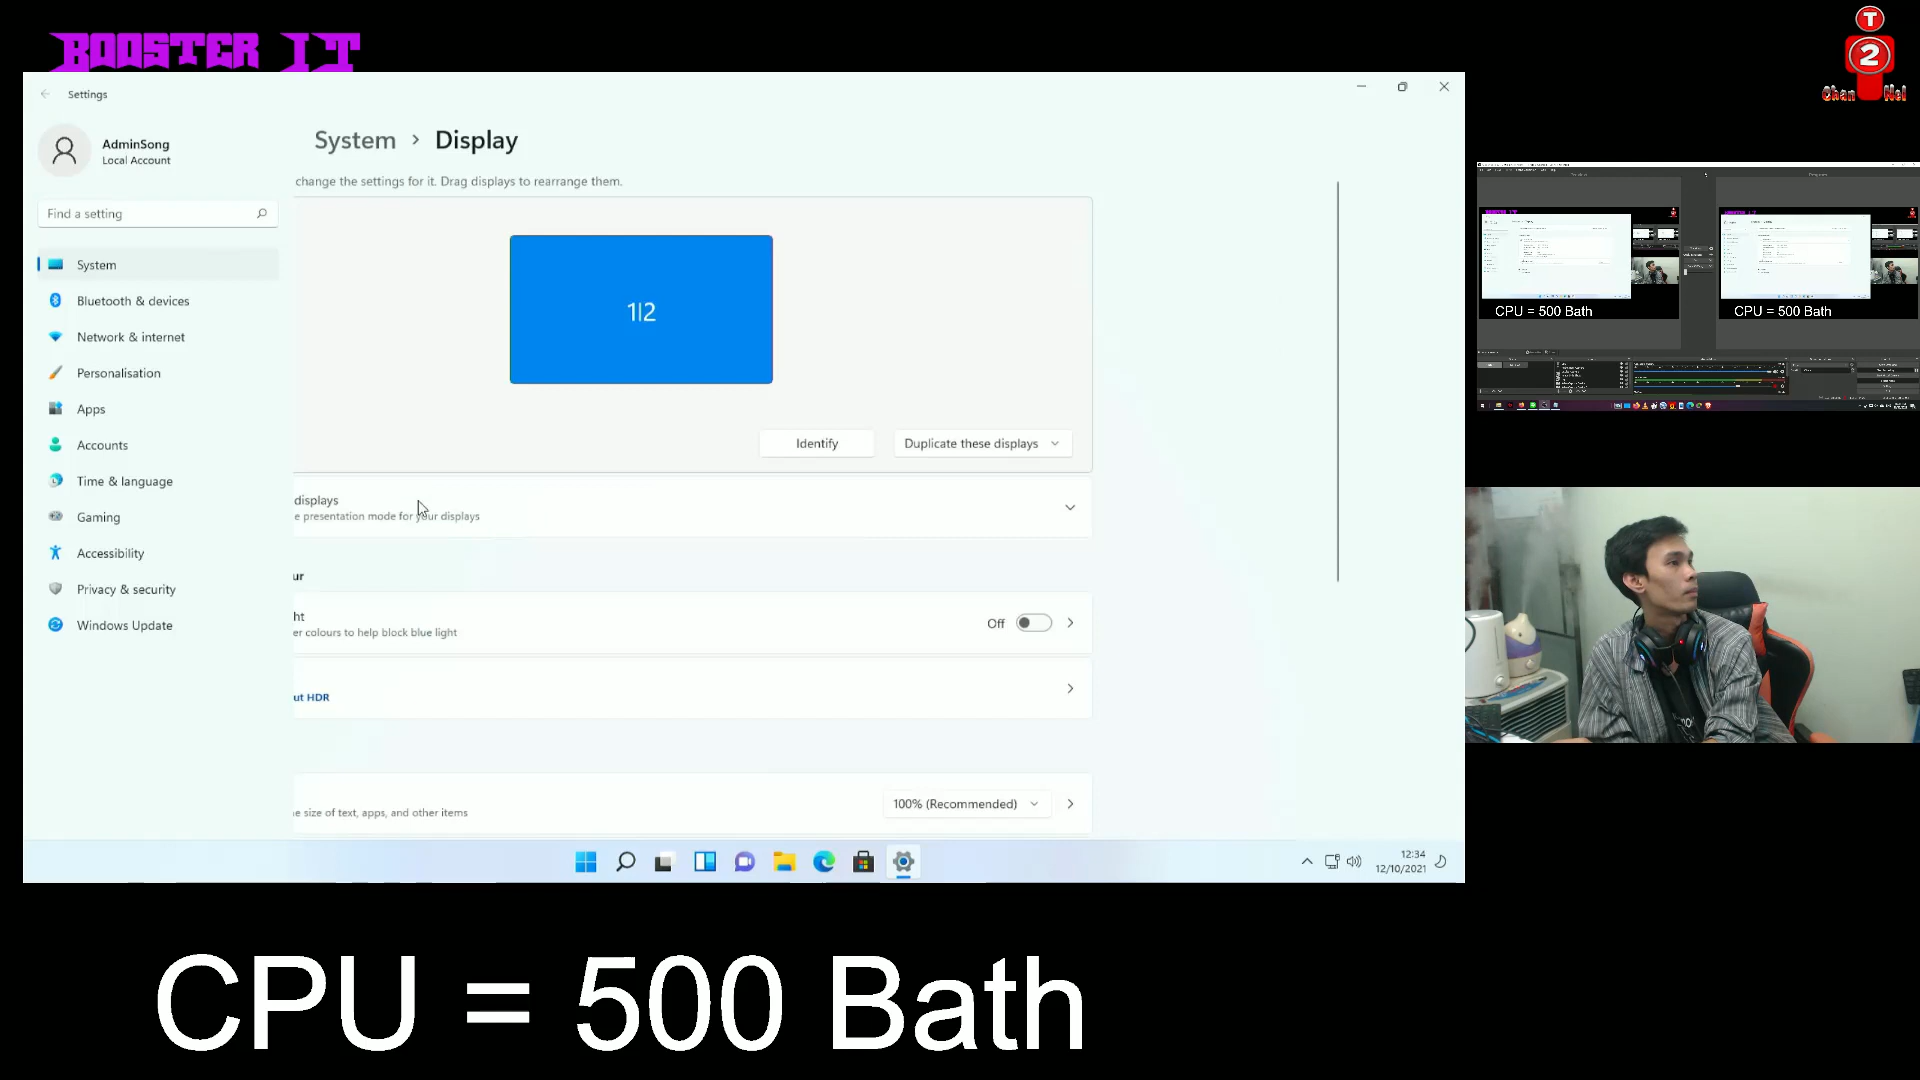 BOOSTER IT
T
2
Chan Nel
Settings
AdminSong
Local Account
Find a setting
System
Bluetooth & devices
Network & internet
Personalisation
Apps
Accounts
Time & language
Gaming
Accessibility
Privacy & security
Windows Update
System > Display
change the settings for it. Drag displays to rearrange them.
1|2
Identify
Duplicate these displays
displays
e presentation mode for your displays
ur
ht
er colours to help block blue light
Off
ut HDR
e size of text, apps, and other items
100% (Recommended)
12:34
12/10/2021
CPU = 500 Bath
CPU = 500 Bath
CPU = 500 Bath